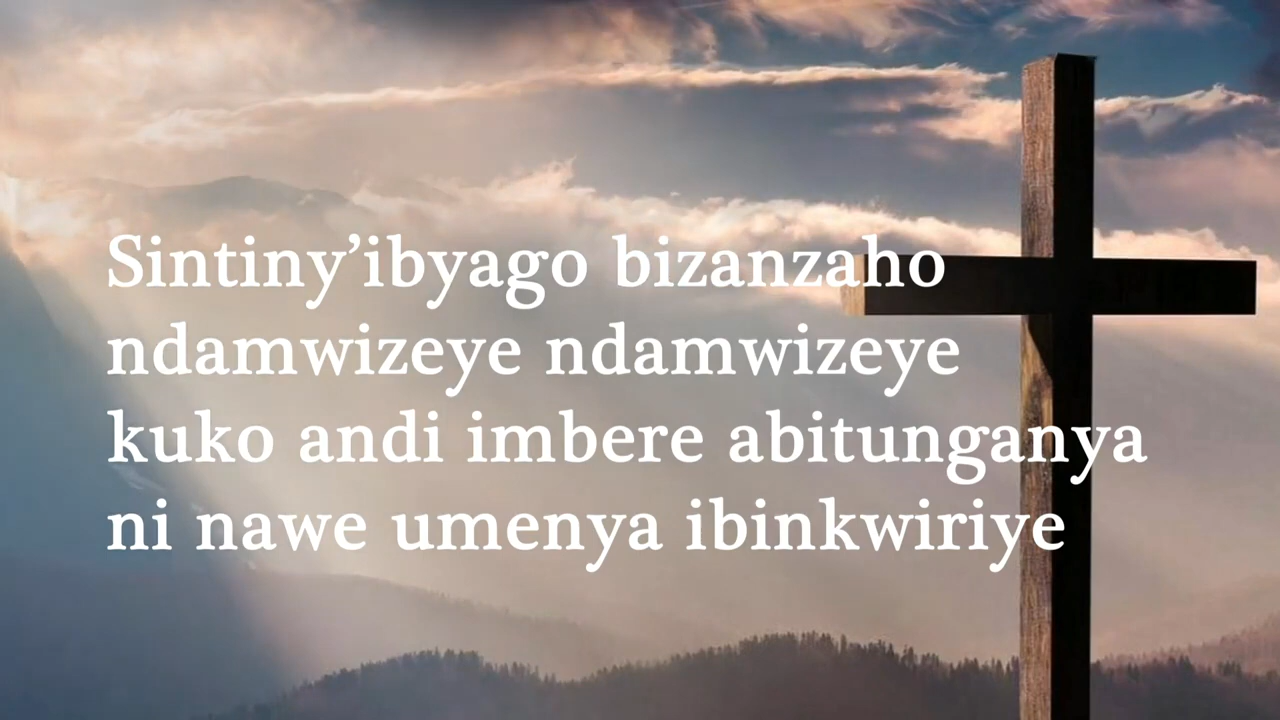 Sintiny’ibyago bizanzaho
ndamwizeye ndamwizeye
kuko andi imbere abitunganya
ni nawe umenya ibinkwiriye